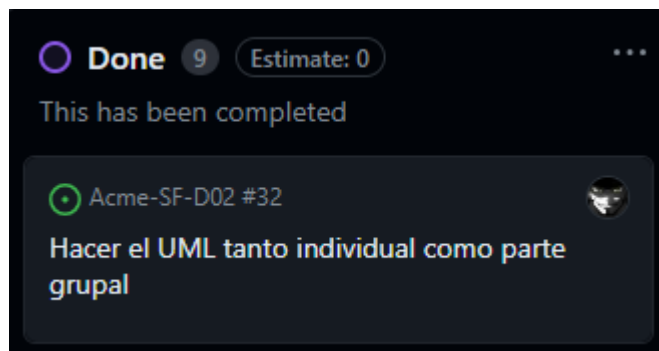 Done 9 Estimate: 0
This has been completed
Acme-SF-D02 #32
Hacer el UML tanto individual como parte
grupal